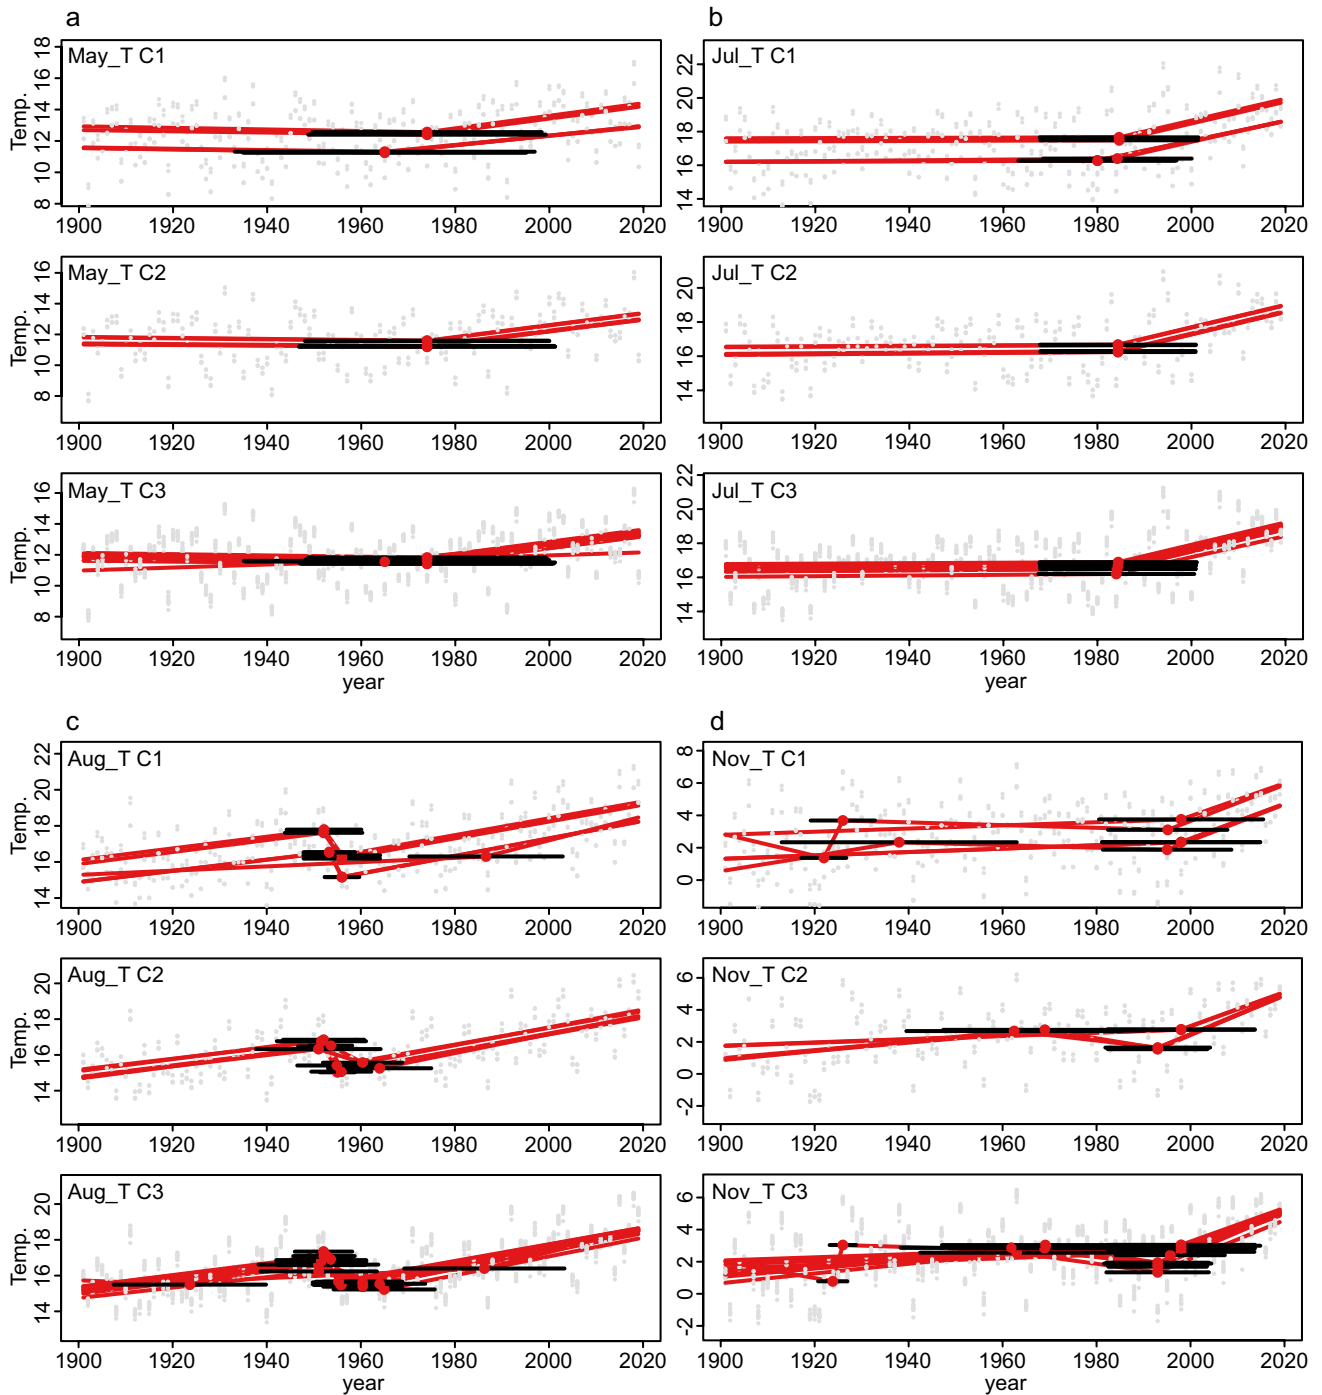 a
May_T C1
Temp.
8 10 12 14 16 18
1900 1920 1940 1960 1980 2000 2020
b
Jul_T C1
14 16 18 20 22
1900 1920 1940 1960 1980 2000 2020
May_T C2
8 10 12 14 16
1900 1920 1940 1960 1980 2000 2020
Jul_T C2
14 16 18 20
1900 1920 1940 1960 1980 2000 2020
May_T C3
Temp.
8 10 12 14 16
1900 1920 1940 1960 1980 2000 2020
year
Jul_T C3
14 16 18 20 22
1900 1920 1940 1960 1980 2000 2020
year
c
Aug_T C1
Temp.
14 16 18 20 22
1900 1920 1940 1960 1980 2000 2020
d
Nov_T C1
0 2 4 6 8
1900 1920 1940 1960 1980 2000 2020
Aug_T C2
14 16 18 20
1900 1920 1940 1960 1980 2000 2020
Nov_T C2
-2 0 2 4 6
1900 1920 1940 1960 1980 2000 2020
Aug_T C3
Temp.
14 16 18 20
1900 1920 1940 1960 1980 2000 2020
year
Nov_T C3
-2 0 2 4 6
1900 1920 1940 1960 1980 2000 2020
year